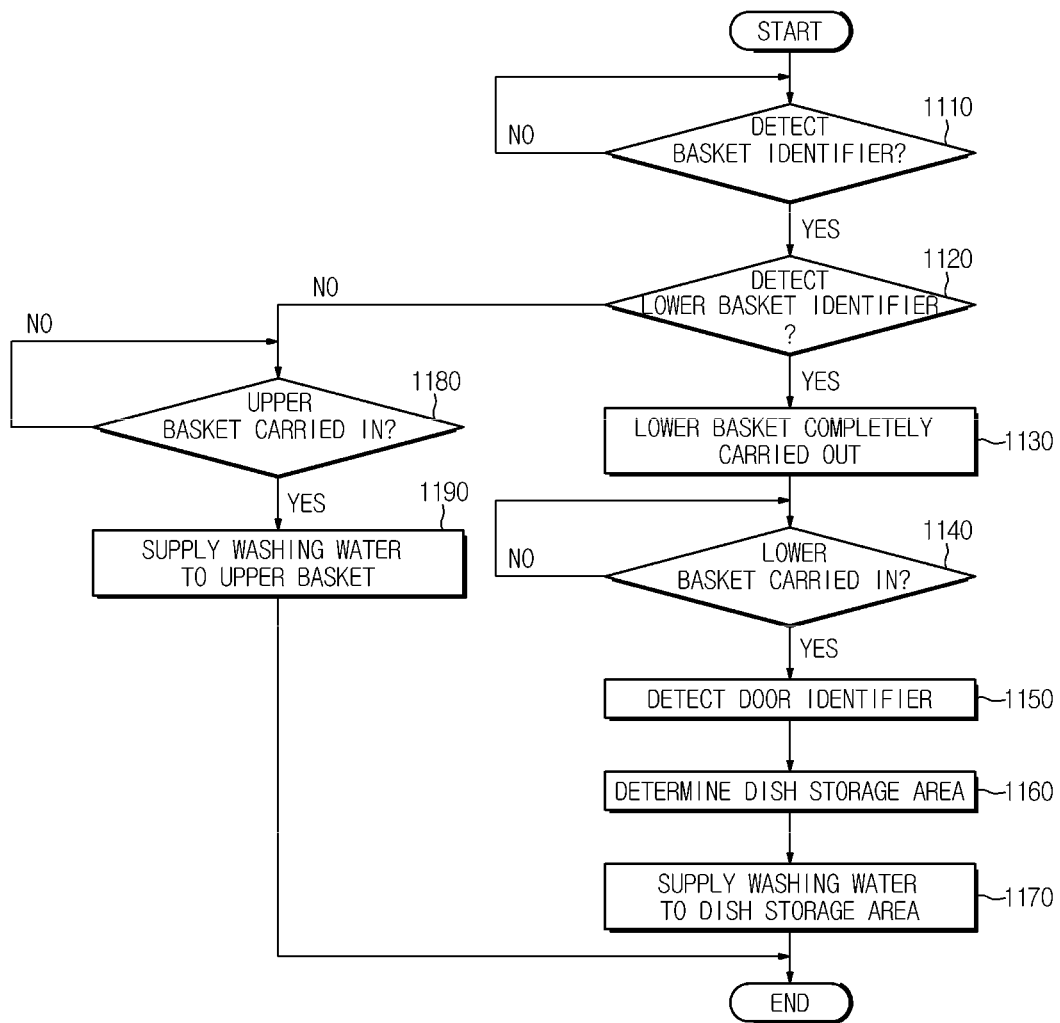 START
1110
DETECT
BASKET IDENTIFIER?
NO
YES
1120
DETECT
LOWER BASKET IDENTIFIER
?
NO
NO
YES
1180
UPPER
BASKET CARRIED IN?
LOWER BASKET COMPLETELY
CARRIED OUT
1130
YES
1190
SUPPLY WASHING WATER
TO UPPER BASKET
1140
LOWER
BASKET CARRIED IN?
NO
YES
DETECT DOOR IDENTIFIER
1150
DETERMINE DISH STORAGE AREA
1160
SUPPLY WASHING WATER
TO DISH STORAGE AREA
1170
END